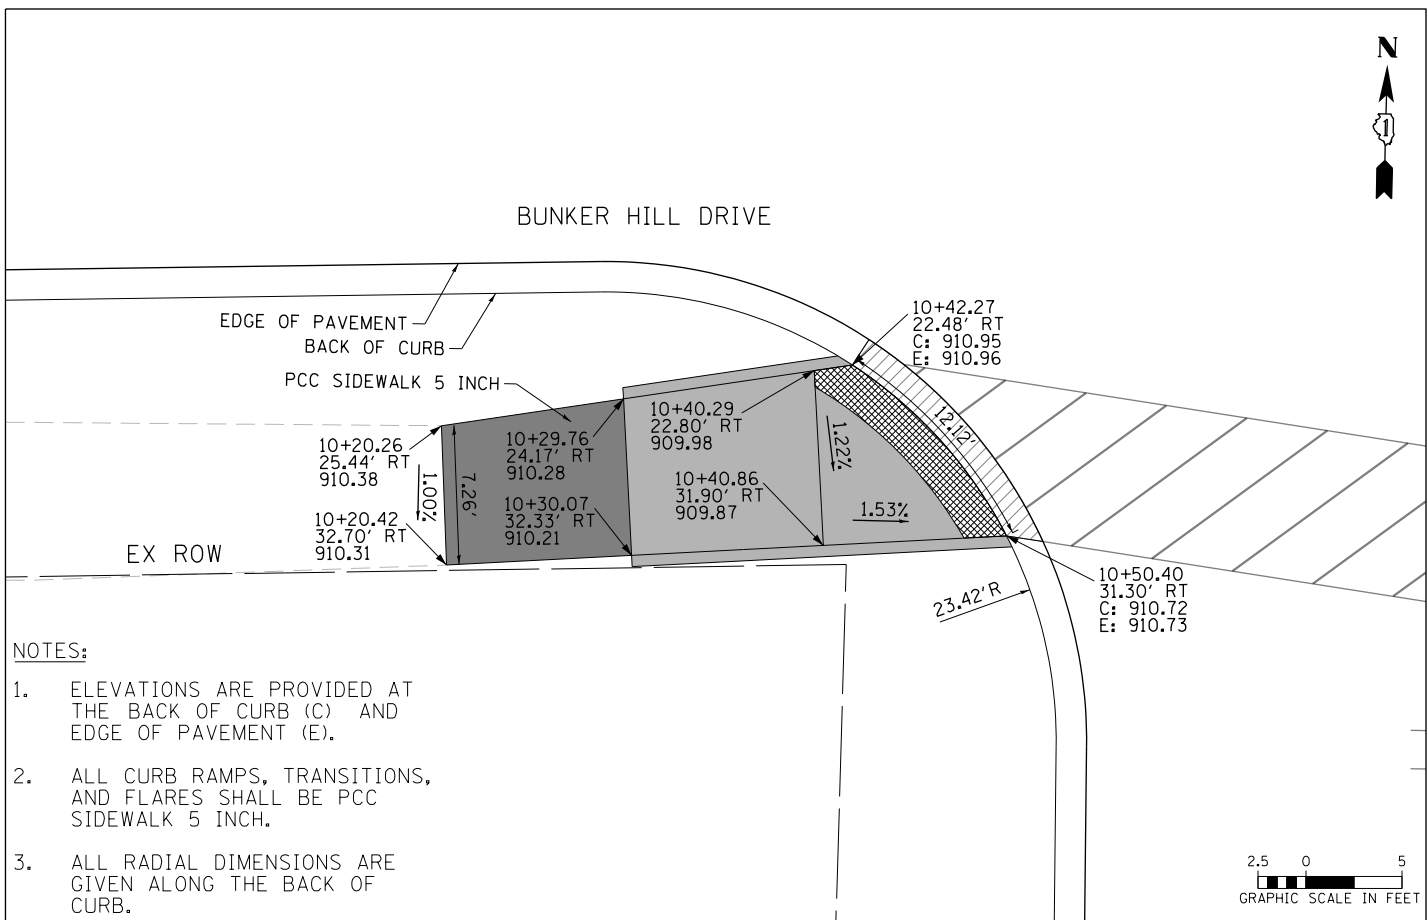 N
1
BUNKER HILL DRIVE
EDGE OF PAVEMENT
BACK OF CURB
PCC SIDEWALK 5 INCH
10+42.27
22.48' RT
C: 910.95
E: 910.96
12.12'
10+40.29
22.80' RT
909.98
1.22%
10+29.76
24.17' RT
910.28
10+20.26
25.44' RT
910.38
1.00%
7.26'
10+40.86
31.90' RT
909.87
1.53%
10+30.07
32.33' RT
910.21
10+20.42
32.70' RT
910.31
EX ROW
10+50.40
31.30' RT
C: 910.72
E: 910.73
23.42'R
NOTES:
1. ELEVATIONS ARE PROVIDED AT
THE BACK OF CURB (C) AND
EDGE OF PAVEMENT (E).
2. ALL CURB RAMPS, TRANSITIONS,
AND FLARES SHALL BE PCC
SIDEWALK 5 INCH.
3. ALL RADIAL DIMENSIONS ARE
GIVEN ALONG THE BACK OF
CURB.
2.5 0 5
GRAPHIC SCALE IN FEET